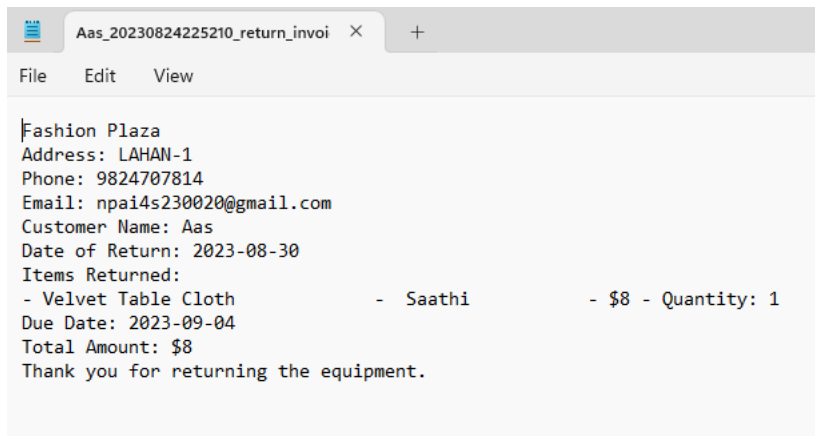 Aas_20230824225210_return_invoi
File Edit View
Fashion Plaza
Address: LAHAN-1
Phone: 9824707814
Email: npai4s230020@gmail.com
Customer Name: Aas
Date of Return: 2023-08-30
Items Returned:
- Velvet Table Cloth - Saathi - $8 - Quantity: 1
Due Date: 2023-09-04
Total Amount: $8
Thank you for returning the equipment.